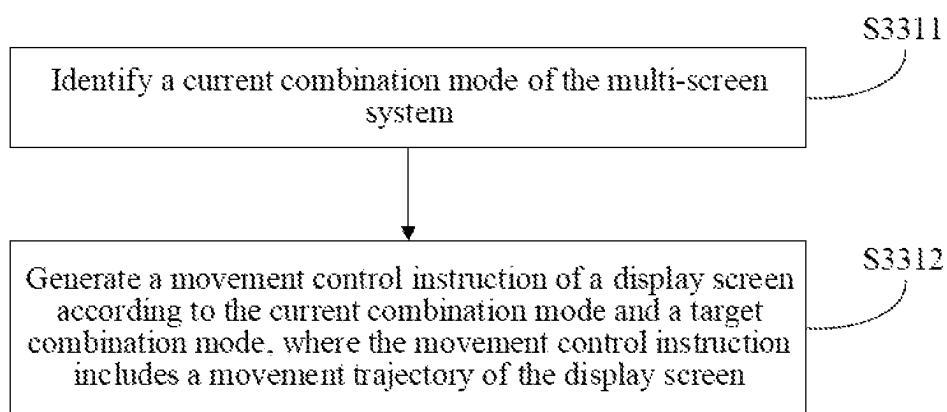 S3311
Identify a current combination mode of the multi-screen
system
S3312
Generate a movement control instruction of a display screen
according to the current combination mode and a target
combination mode, where the movement control instruction
includes a movement trajectory of the display screen